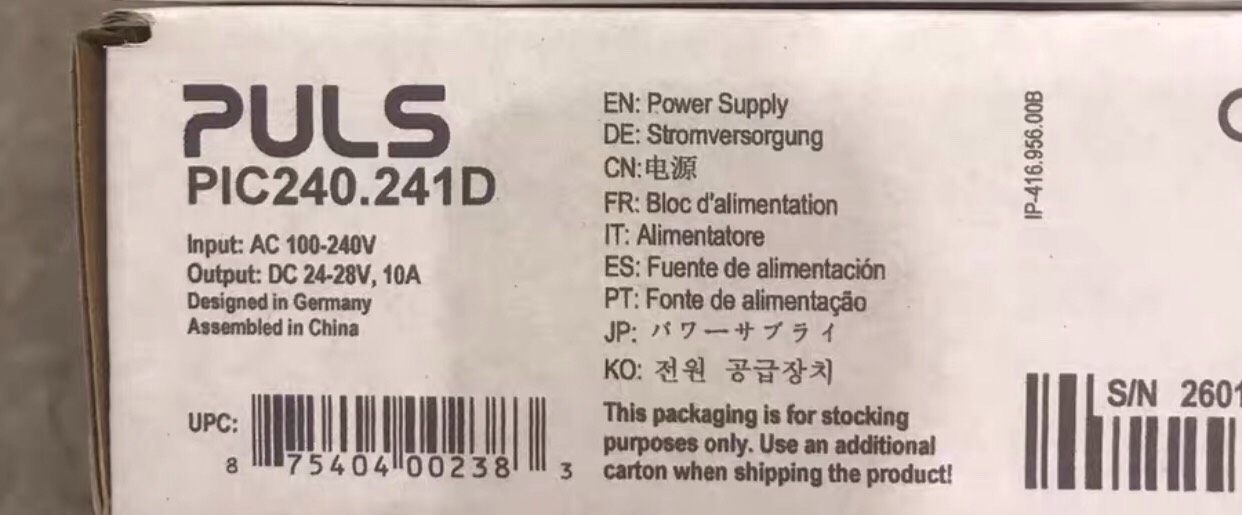 PULS
PIC240.241D
Input: AC 100-240V
Output: DC 24-28V, 10A
Designed in Germany
Assembled in China
UPC:
8 75404 00238 3
EN: Power Supply
DE: Stromversorgung
CN:电源
FR: Bloc d'alimentation
IT: Alimentatore
ES: Fuente de alimentación
PT: Fonte de alimentação
JP: パワーサプライ
KO: 전원 공급장치
This packaging is for stocking
purposes only. Use an additional
carton when shipping the product!
IP-416.956.00B
S/N 2601